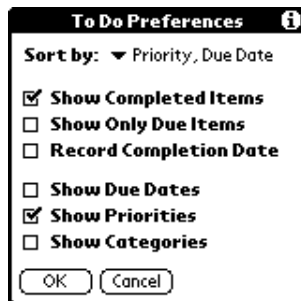 To Do Preferences i
Sort by: Priority, Due Date
Show Completed Items
Show Only Due Items
Record Completion Date
Show Due Dates
Show Priorities
Show Categories
OK Cancel